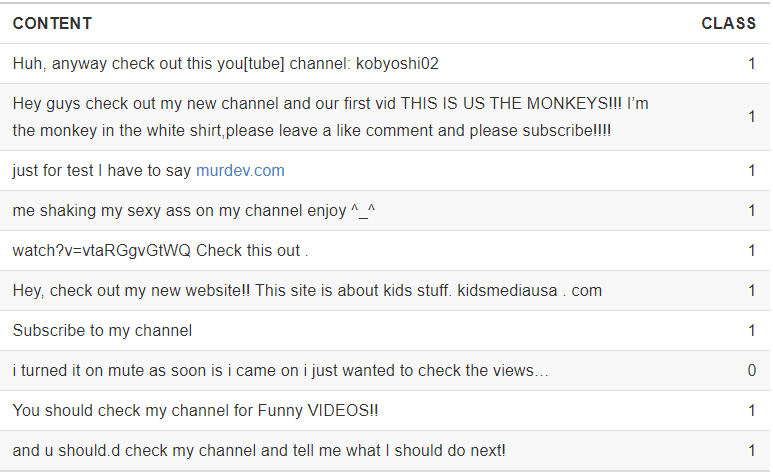 CONTENT CLASS
Huh, anyway check out this you[tube] channel: kobyoshi02 1
Hey guys check out my new channel and our first vid THIS IS US THE MONKEYS!!! I’m
the monkey in the white shirt,please leave a like comment and please subscribe!!!! 1
just for test I have to say murdev.com 1
me shaking my sexy ass on my channel enjoy ^_^ 1
watch?v=vtaRGgvGtWQ Check this out . 1
Hey, check out my new website!! This site is about kids stuff. kidsmediausa . com 1
Subscribe to my channel 1
i turned it on mute as soon is i came on i just wanted to check the views… 0
You should check my channel for Funny VIDEOS!! 1
and u should.d check my channel and tell me what I should do next! 1